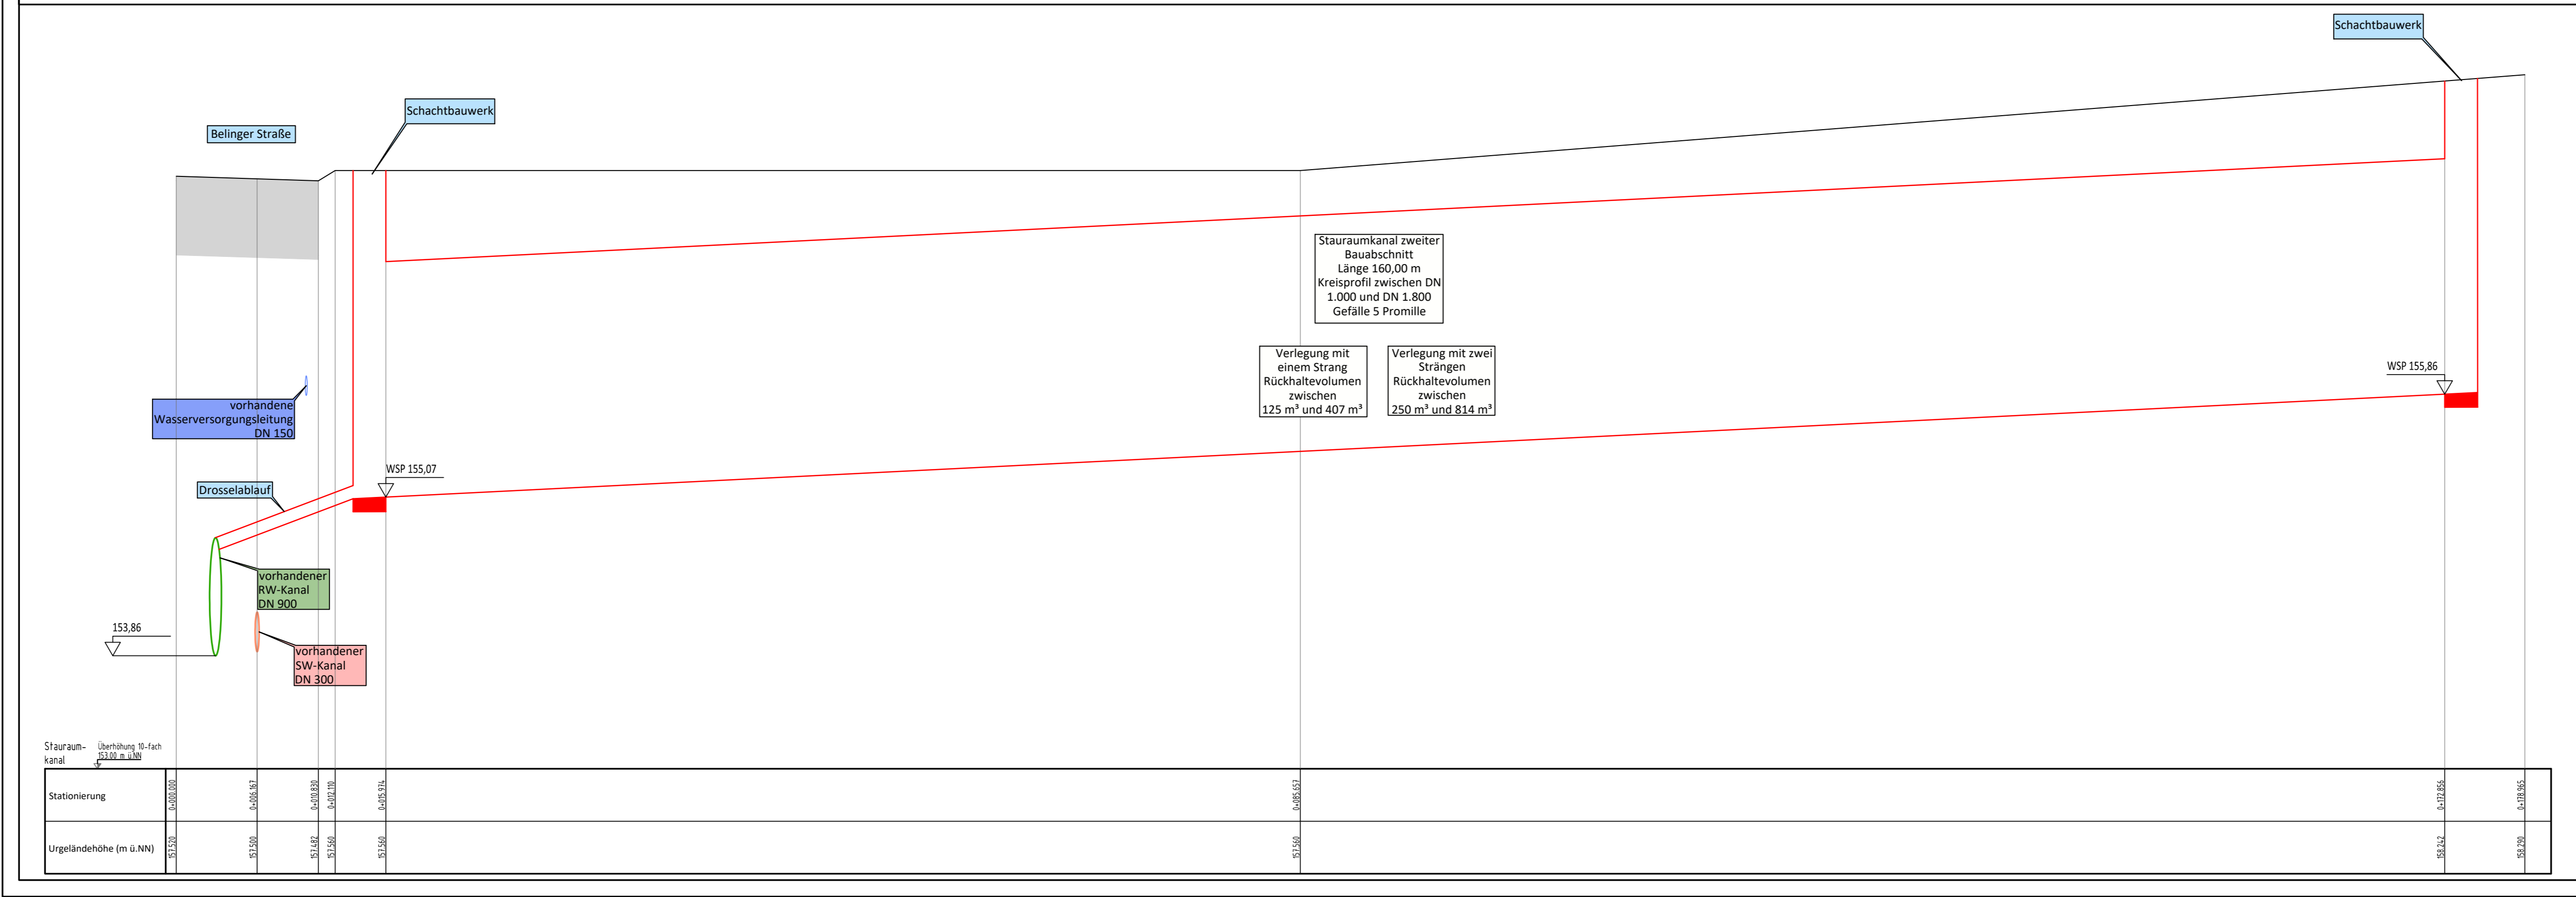 Schachtbauwerk
Schachtbauwerk
Belinger Straße
Stauraumkanal zweiter
Bauabschnitt
Länge 160,00 m
Kreisprofil zwischen DN
1.000 und DN 1.800
Gefälle 5 Promille
Verlegung mit
einem Strang
Rückhaltevolumen
zwischen
125 m³ und 407 m³
Verlegung mit zwei
Strängen
Rückhaltevolumen
zwischen
250 m³ und 814 m³
WSP 155,86
vorhandene
Wasserversorgungsleitung
DN 150
WSP 155,07
Drosselablauf
vorhandener
RW-Kanal
DN 900
153,86
vorhandener
SW-Kanal
DN 300
Stauraum-
kanal
Überhöhung 10-fach
153.00 m ü.NN
Stationierung
0+000.000
0+006.167
0+010.830
0+012.110
0+015.974
0+085.657
0+172.856
0+178.965
Urgeländehöhe (m ü.NN)
157.520
157.500
157.482
157.560
157.560
157.560
158.242
158.290